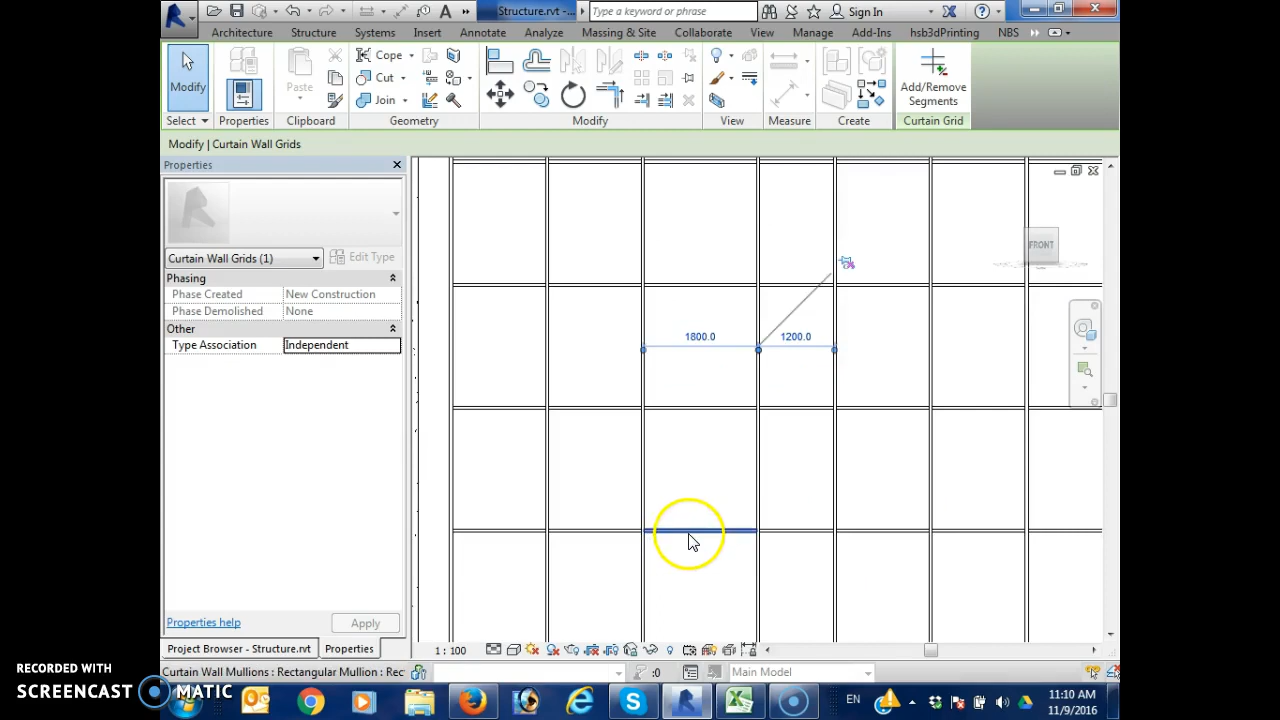 Structure.rvt -...
Type a keyword or phrase
Sign In
Architecture Structure Systems Insert Annotate Analyze Massing & Site Collaborate View Manage Add-Ins hsb3dPrinting NBS
Modify
Paste
Cope
Cut
Join
Add/Remove
Segments
Select Properties Clipboard Geometry Modify View Measure Create Curtain Grid
Modify | Curtain Wall Grids
Properties
Curtain Wall Grids (1) Edit Type
Phasing
Phase Created New Construction
Phase Demolished None
Other
Type Association Independent
FRONT
1800.0 1200.0
Properties help Apply
Project Browser - Structure.rvt Properties
1 : 100
Curtain Wall Mullions : Rectangular Mullion : Rec
:0
Main Model
RECORDED WITH
SCREENCAST MATIC
EN
11:10 AM
11/9/2016